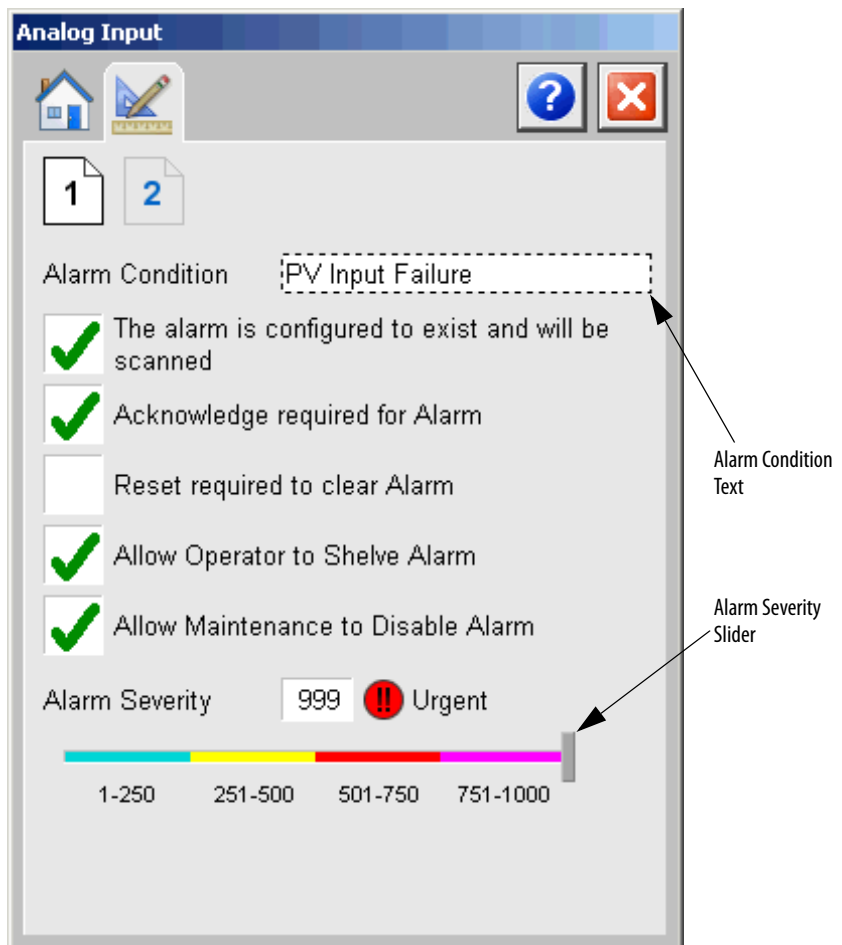 Analog Input
?
1 2
Alarm Condition PV Input Failure
The alarm is configured to exist and will be
scanned
Acknowledge required for Alarm
Reset required to clear Alarm
Alarm Condition
Text
Allow Operator to Shelve Alarm
Allow Maintenance to Disable Alarm
Alarm Severity
Slider
Alarm Severity 999 !! Urgent
1-250 251-500 501-750 751-1000